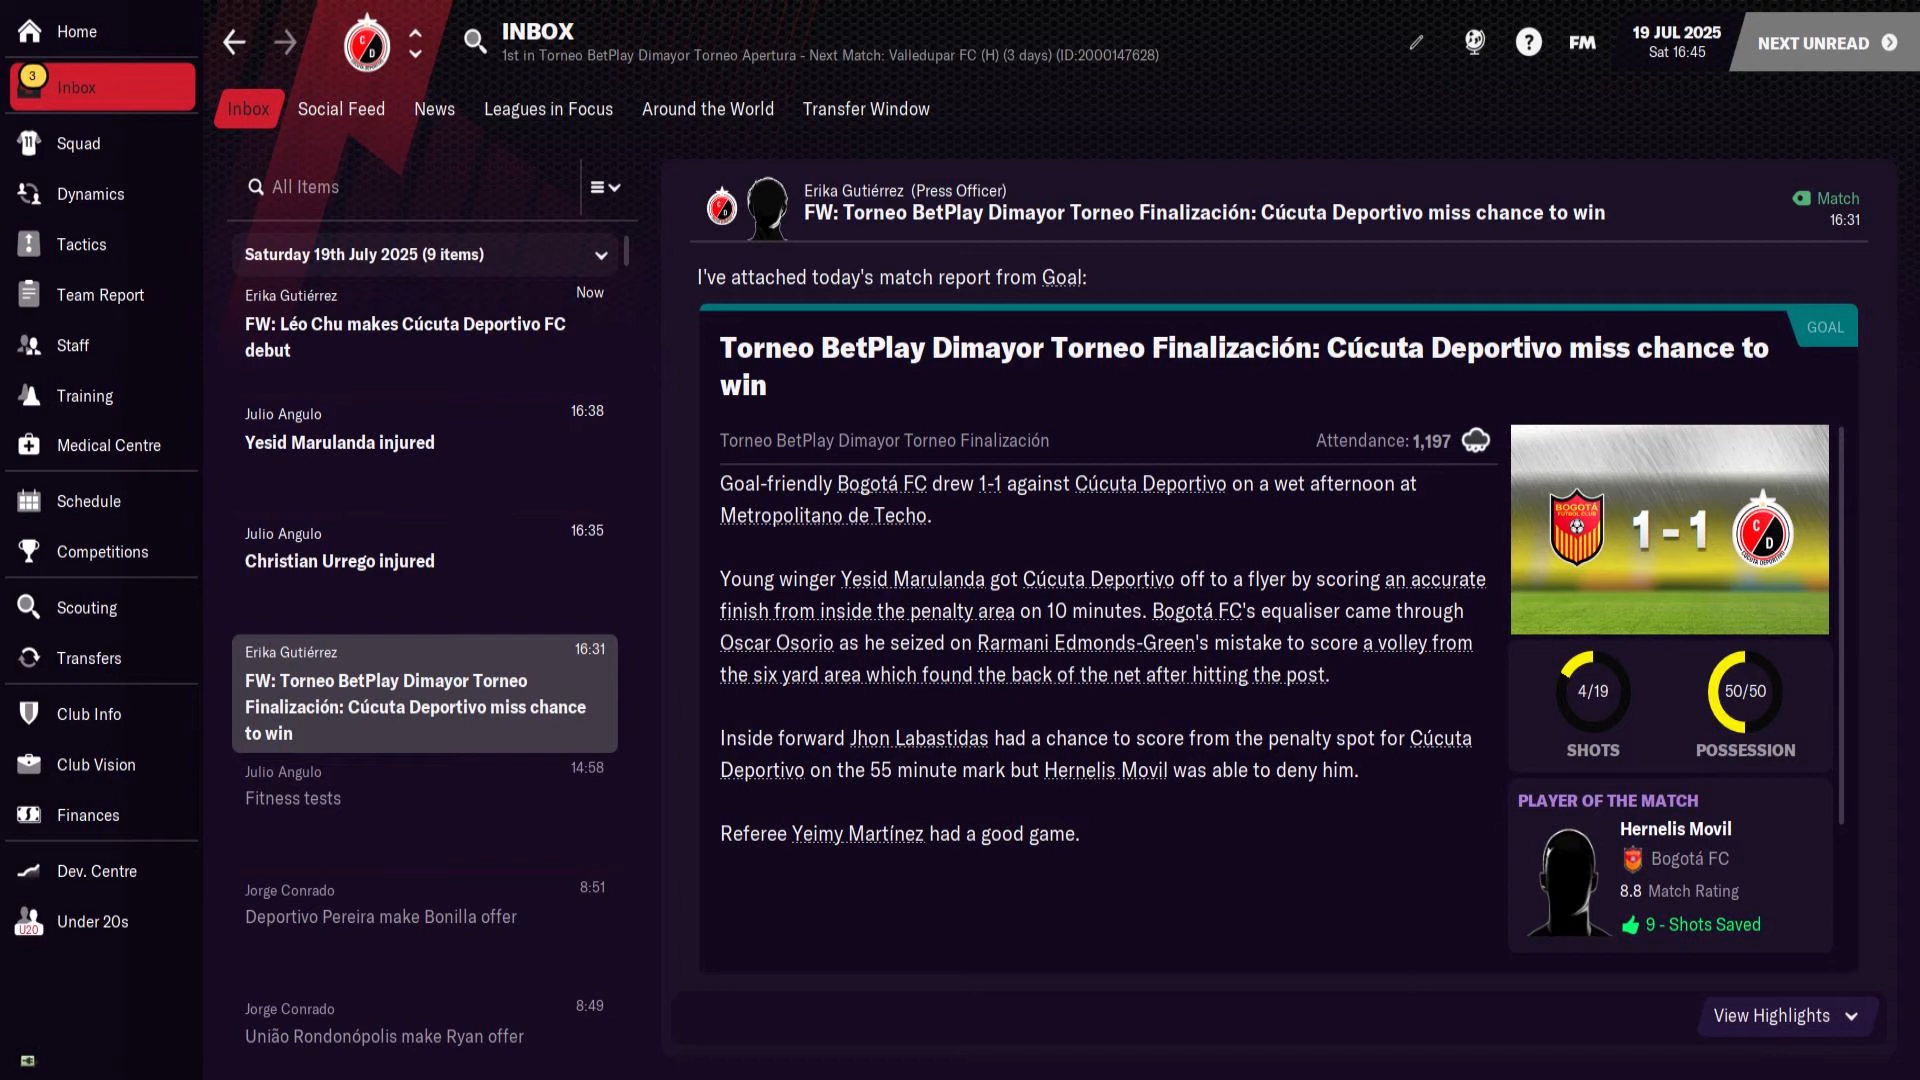 Home
3
Inbox
Squad
Dynamics
Tactics
Team Report
Staff
Training
Medical Centre
Schedule
Competitions
Scouting
Transfers
Club Info
Club Vision
Finances
Dev. Centre
U20
Under 20s
INBOX
1st in Torneo BetPlay Dimayor Torneo Apertura - Next Match: Valledupar FC (H) (3 days) (ID:2000147628)
?
FM
19 JUL 2025
Sat 16:45
NEXT UNREAD
Inbox Social Feed News Leagues in Focus Around the World Transfer Window
All Items
Saturday 19th July 2025 (9 items)
Erika Gutiérrez Now
FW: Léo Chu makes Cúcuta Deportivo FC
debut
Julio Angulo 16:38
Yesid Marulanda injured
Julio Angulo 16:35
Christian Urrego injured
Erika Gutiérrez 16:31
FW: Torneo BetPlay Dimayor Torneo
Finalización: Cúcuta Deportivo miss chance
to win
Julio Angulo 14:58
Fitness tests
Jorge Conrado 8:51
Deportivo Pereira make Bonilla offer
Jorge Conrado 8:49
União Rondonópolis make Ryan offer
Erika Gutiérrez (Press Officer)
FW: Torneo BetPlay Dimayor Torneo Finalización: Cúcuta Deportivo miss chance to win
Match
16:31
I've attached today's match report from Goal:
GOAL
Torneo BetPlay Dimayor Torneo Finalización: Cúcuta Deportivo miss chance to
win
Torneo BetPlay Dimayor Torneo Finalización Attendance: 1,197
Goal-friendly Bogotá FC drew 1-1 against Cúcuta Deportivo on a wet afternoon at
Metropolitano de Techo.
Young winger Yesid Marulanda got Cúcuta Deportivo off to a flyer by scoring an accurate
finish from inside the penalty area on 10 minutes. Bogotá FC's equaliser came through
Oscar Osorio as he seized on Rarmani Edmonds-Green's mistake to score a volley from
the six yard area which found the back of the net after hitting the post.
Inside forward Jhon Labastidas had a chance to score from the penalty spot for Cúcuta
Deportivo on the 55 minute mark but Hernelis Movil was able to deny him.
Referee Yeimy Martínez had a good game.
BOGOTÁ
FUTBOL CLUB
1 - 1
C D
CÚCUTA DEPORTIVO
4/19
SHOTS
50/50
POSSESSION
PLAYER OF THE MATCH
Hernelis Movil
Bogotá FC
8.8 Match Rating
9 - Shots Saved
View Highlights